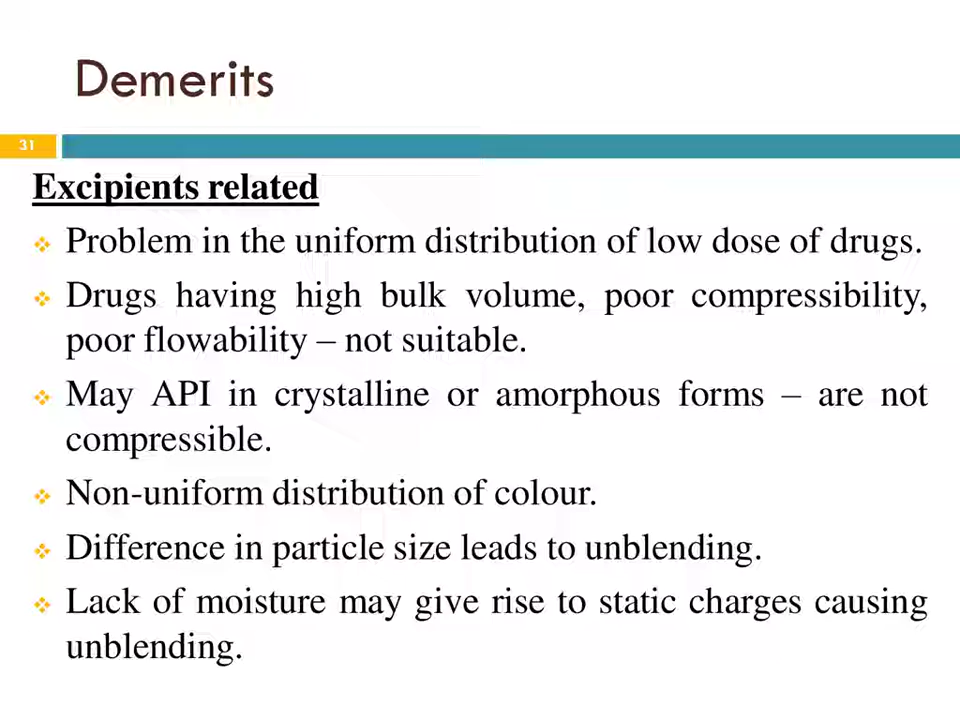 Demerits
31
Excipients related
Problem in the uniform distribution of low dose of drugs.
Drugs having high bulk volume, poor compressibility,
poor flowability – not suitable.
May API in crystalline or amorphous forms – are not
compressible.
Non-uniform distribution of colour.
Difference in particle size leads to unblending.
Lack of moisture may give rise to static charges causing
unblending.